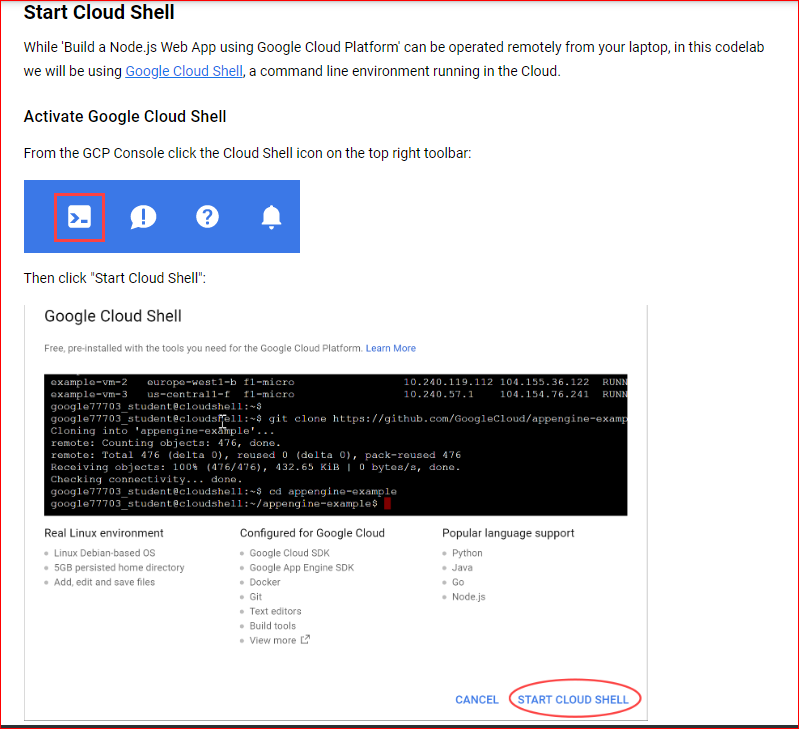 Start Cloud Shell
While 'Build a Node.js Web App using Google Cloud Platform' can be operated remotely from your laptop, in this codelab
we will be using Google Cloud Shell, a command line environment running in the Cloud.
Activate Google Cloud Shell
From the GCP Console click the Cloud Shell icon on the top right toolbar:
Then click "Start Cloud Shell":
Google Cloud Shell
Free, pre-installed with the tools you need for the Google Cloud Platform. Learn More
example-vm-2 europe-west1-b f1-micro 10.240.119.112 104.155.36.122 RUNN
example-vm-3 us-central1-f f1-micro 10.240.57.1 104.154.76.241 RUNN
google77703_student@cloudshell:~$
google77703_student@cloudshell:~$ git clone https://github.com/GoogleCloud/appengine-examp
Cloning into 'appengine-example'...
remote: Counting objects: 476, done.
remote: Total 476 (delta 0), reused 0 (delta 0), pack-reused 476
Receiving objects: 100% (476/476), 432.65 KiB | 0 bytes/s, done.
Checking connectivity... done.
google77703_student@cloudshell:~$ cd appengine-example
google77703_student@cloudshell:~/appengine-example$
Real Linux environment
Linux Debian-based OS
5GB persisted home directory
Add, edit and save files
Configured for Google Cloud
Google Cloud SDK
Google App Engine SDK
Docker
Git
Text editors
Build tools
View more
Popular language support
Python
Java
Go
Node.js
CANCEL START CLOUD SHELL